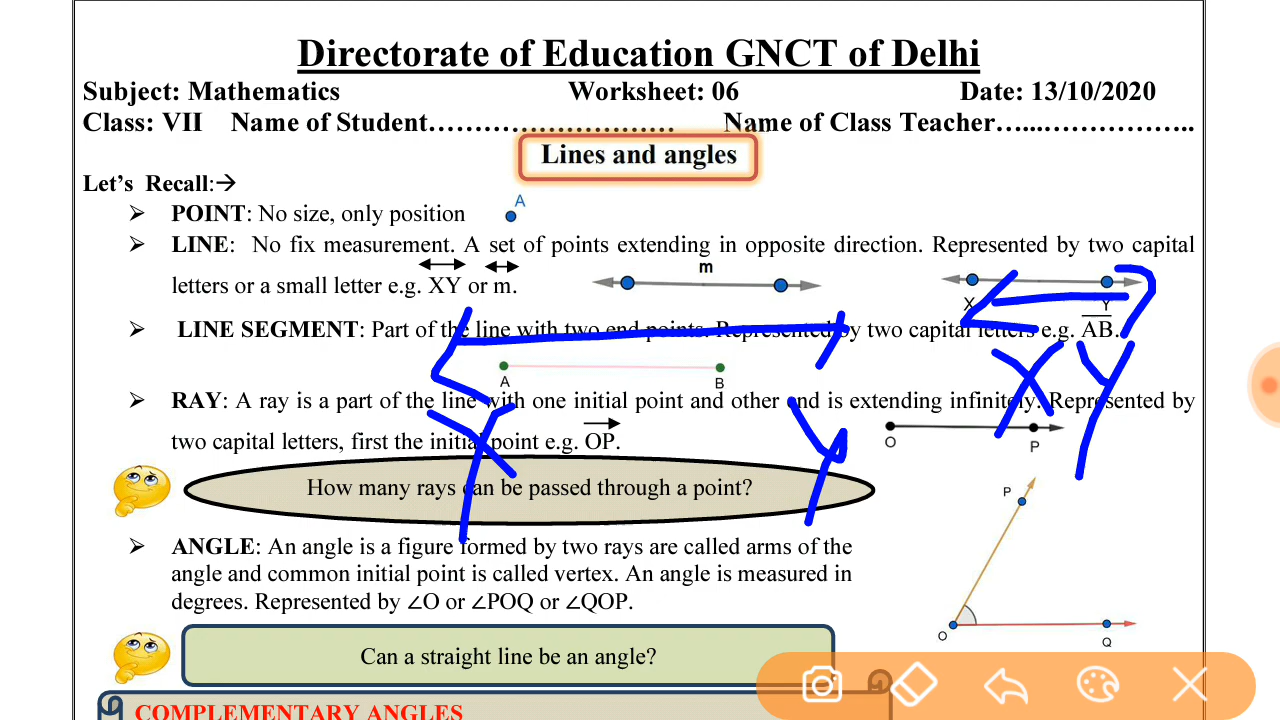 Directorate of Education GNCT of Delhi
Subject: Mathematics Worksheet: 06 Date: 13/10/2020
Class: VII Name of Student……………………… Name of Class Teacher…...……………..
Lines and angles
Let's Recall:→
➢ POINT: No size, only position A
➢ LINE: No fix measurement. A set of points extending in opposite direction. Represented by two capital
letters or a small letter e.g. XY or m. m X Y
➢ LINE SEGMENT: Part of the line with two end points. Represented by two capital letters e.g. AB.
A B
X Y
➢ RAY: A ray is a part of the line with one initial point and other end is extending infinitely. Represented by
two capital letters, first the initial point e.g. OP. O P
X Y
How many rays can be passed through a point?
P
➢ ANGLE: An angle is a figure formed by two rays are called arms of the
angle and common initial point is called vertex. An angle is measured in
degrees. Represented by ∠O or ∠POQ or ∠QOP.
O Q
Can a straight line be an angle?
COMPLEMENTARY ANGLES